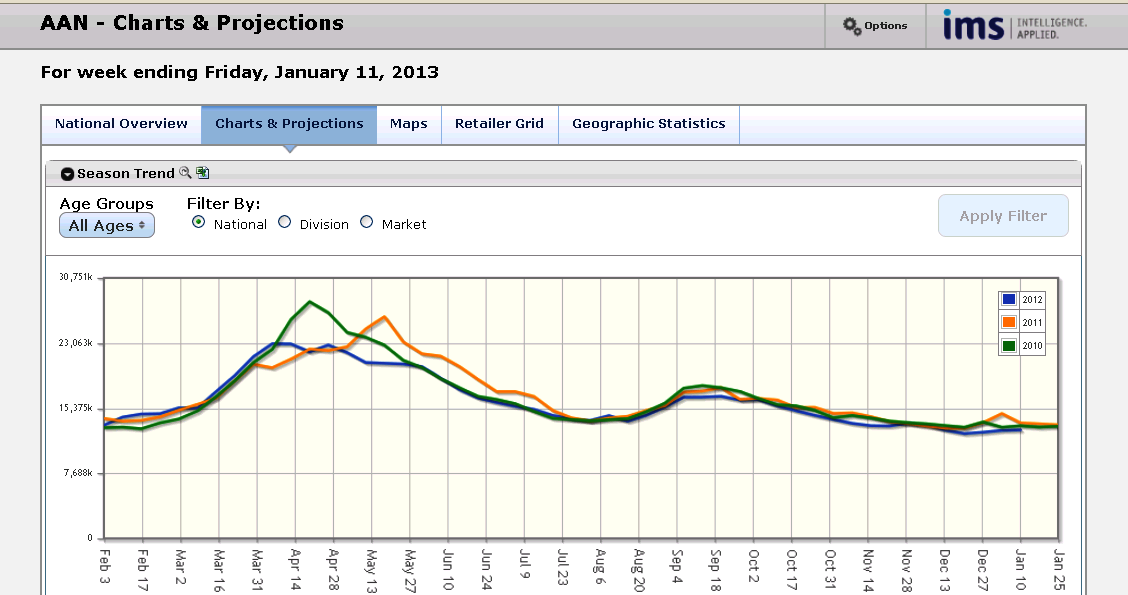 AAN - Charts & Projections
Options
ims INTELLIGENCE. APPLIED.
For week ending Friday, January 11, 2013
National Overview Charts & Projections Maps Retailer Grid Geographic Statistics
Season Trend
Age Groups Filter By:
All Ages National Division Market
Apply Filter
30,751k
23,063k
15,375k
7,688k
0
2012
2011
2010
Feb 3 Feb 17 Mar 2 Mar 16 Mar 31 Apr 14 Apr 28 May 13 May 27 Jun 10 Jun 24 Jul 9 Jul 23 Aug 6 Aug 20 Sep 4 Sep 18 Oct 2 Oct 17 Oct 31 Nov 14 Nov 28 Dec 13 Dec 27 Jan 10 Jan 25